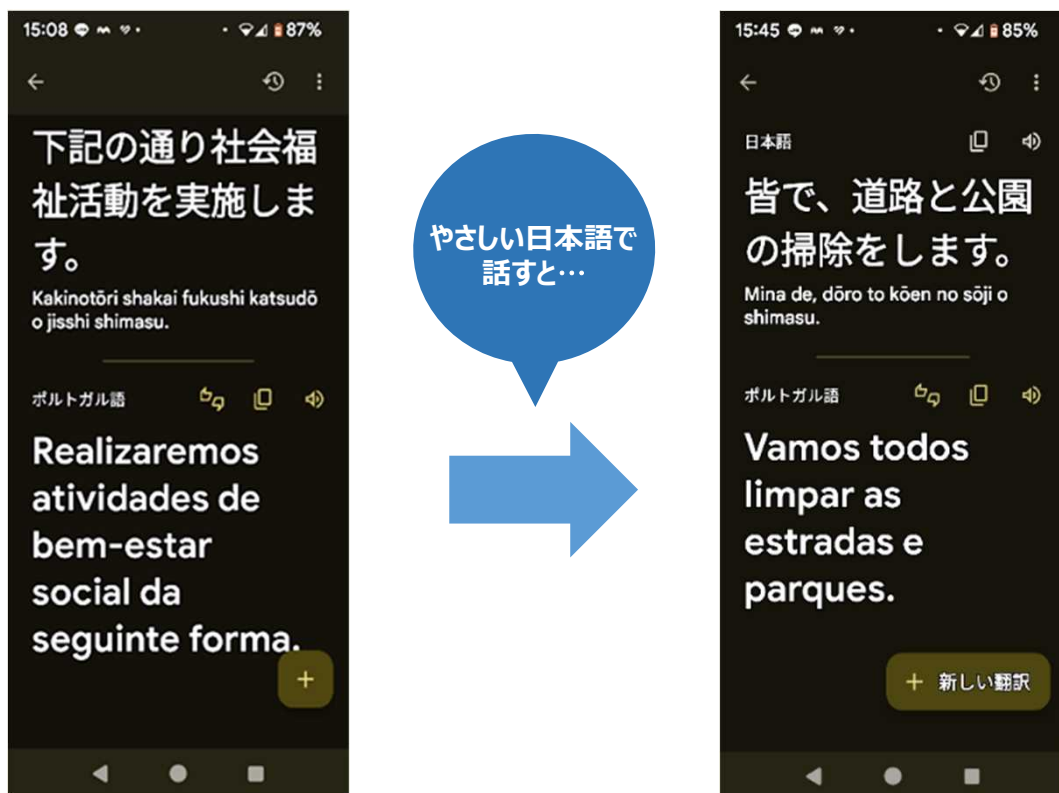 15:08
87%
下記の通り社会福
祉活動を実施しま
す。
Kakinotōri shakai fukushi katsudō
o jisshi shimasu.
ポルトガル語
Realizaremos
atividades de
bem-estar
social da
seguinte forma.
+
やさしい日本語で
話すと…
15:45
85%
日本語
皆で、道路と公園
の掃除をします。
Mina de, dōro to kōen no sōji o
shimasu.
ポルトガル語
Vamos todos
limpar as
estradas e
parques.
+ 新しい翻訳